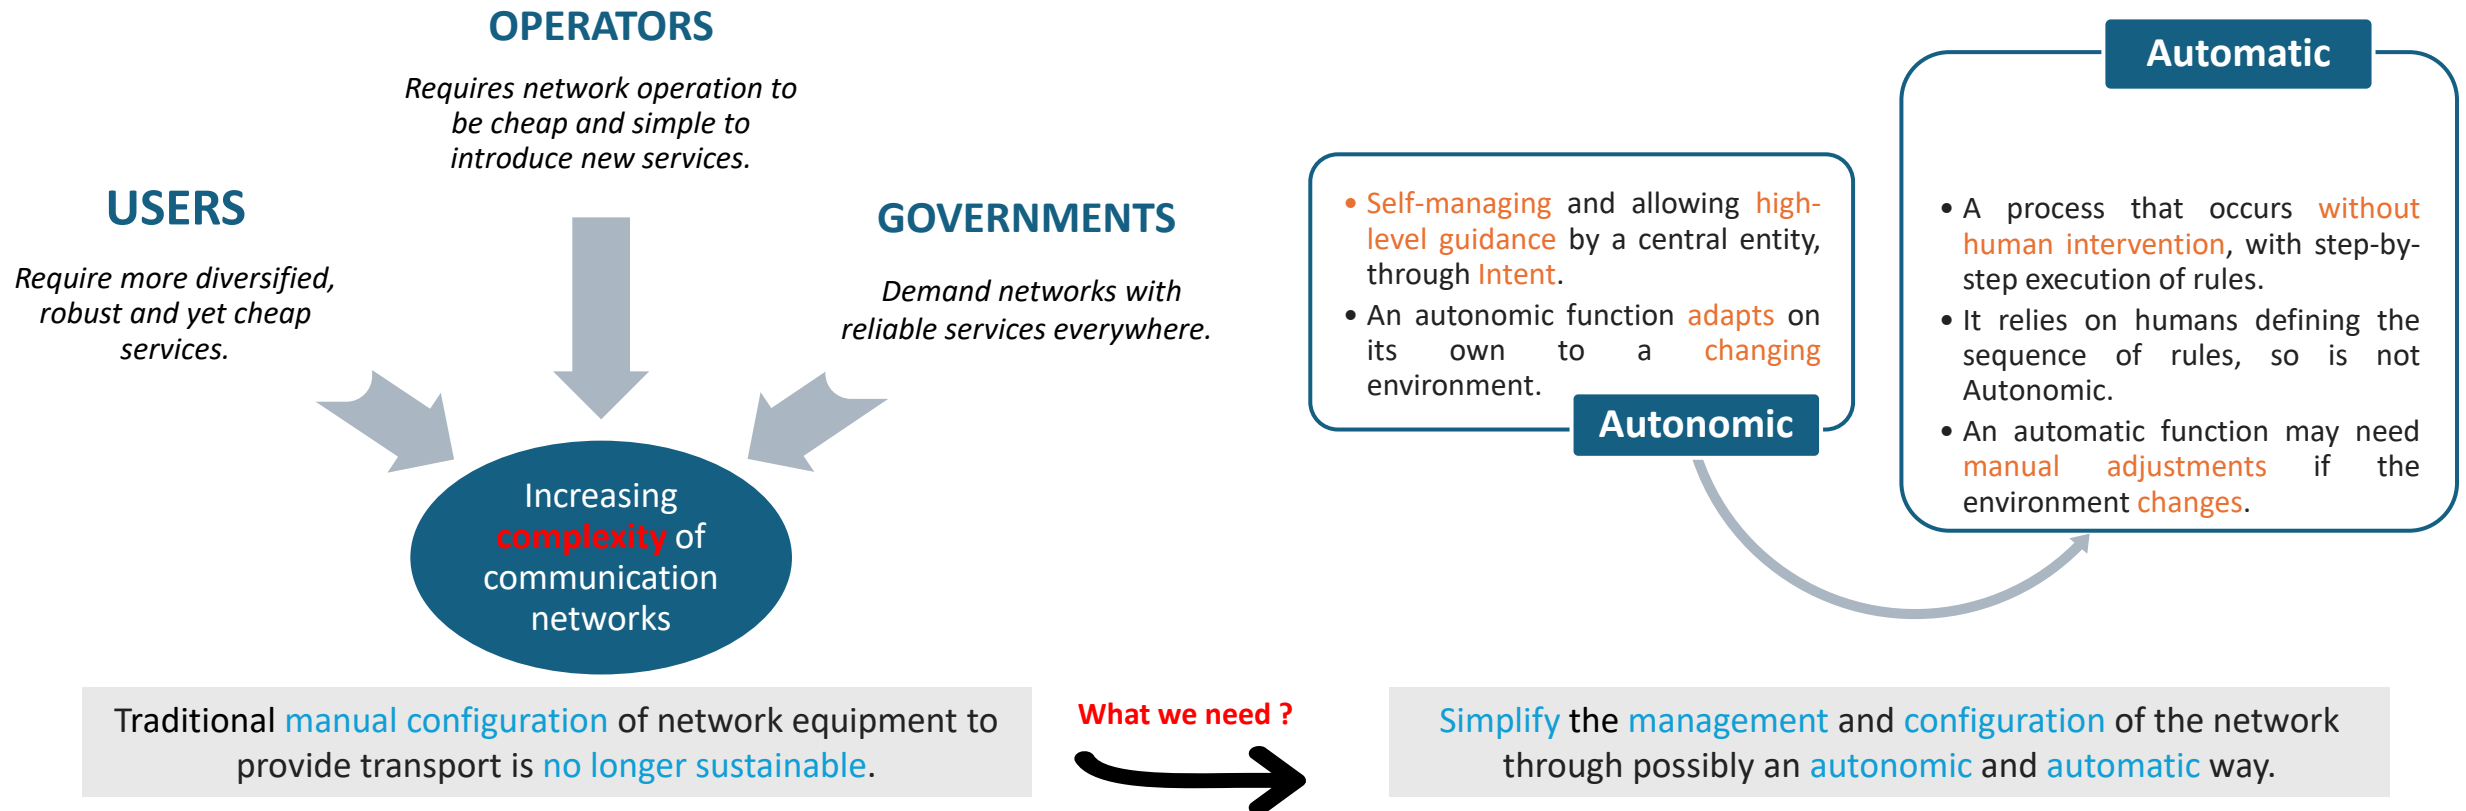 OPERATORS
Requires network operation to
be cheap and simple to
introduce new services.
USERS
Require more diversified,
robust and yet cheap
services.
GOVERNMENTS
Demand networks with
reliable services everywhere.
Increasing
complexity of
communication
networks
Traditional manual configuration of network equipment to
provide transport is no longer sustainable.
What we need ?
• Self-managing and allowing high-
level guidance by a central entity,
through Intent.
• An autonomic function adapts on
its own to a changing
environment.
Autonomic
Automatic
• A process that occurs without
human intervention, with step-by-
step execution of rules.
• It relies on humans defining the
sequence of rules, so is not
Autonomic.
• An automatic function may need
manual adjustments if the
environment changes.
Simplify the management and configuration of the network
through possibly an autonomic and automatic way.